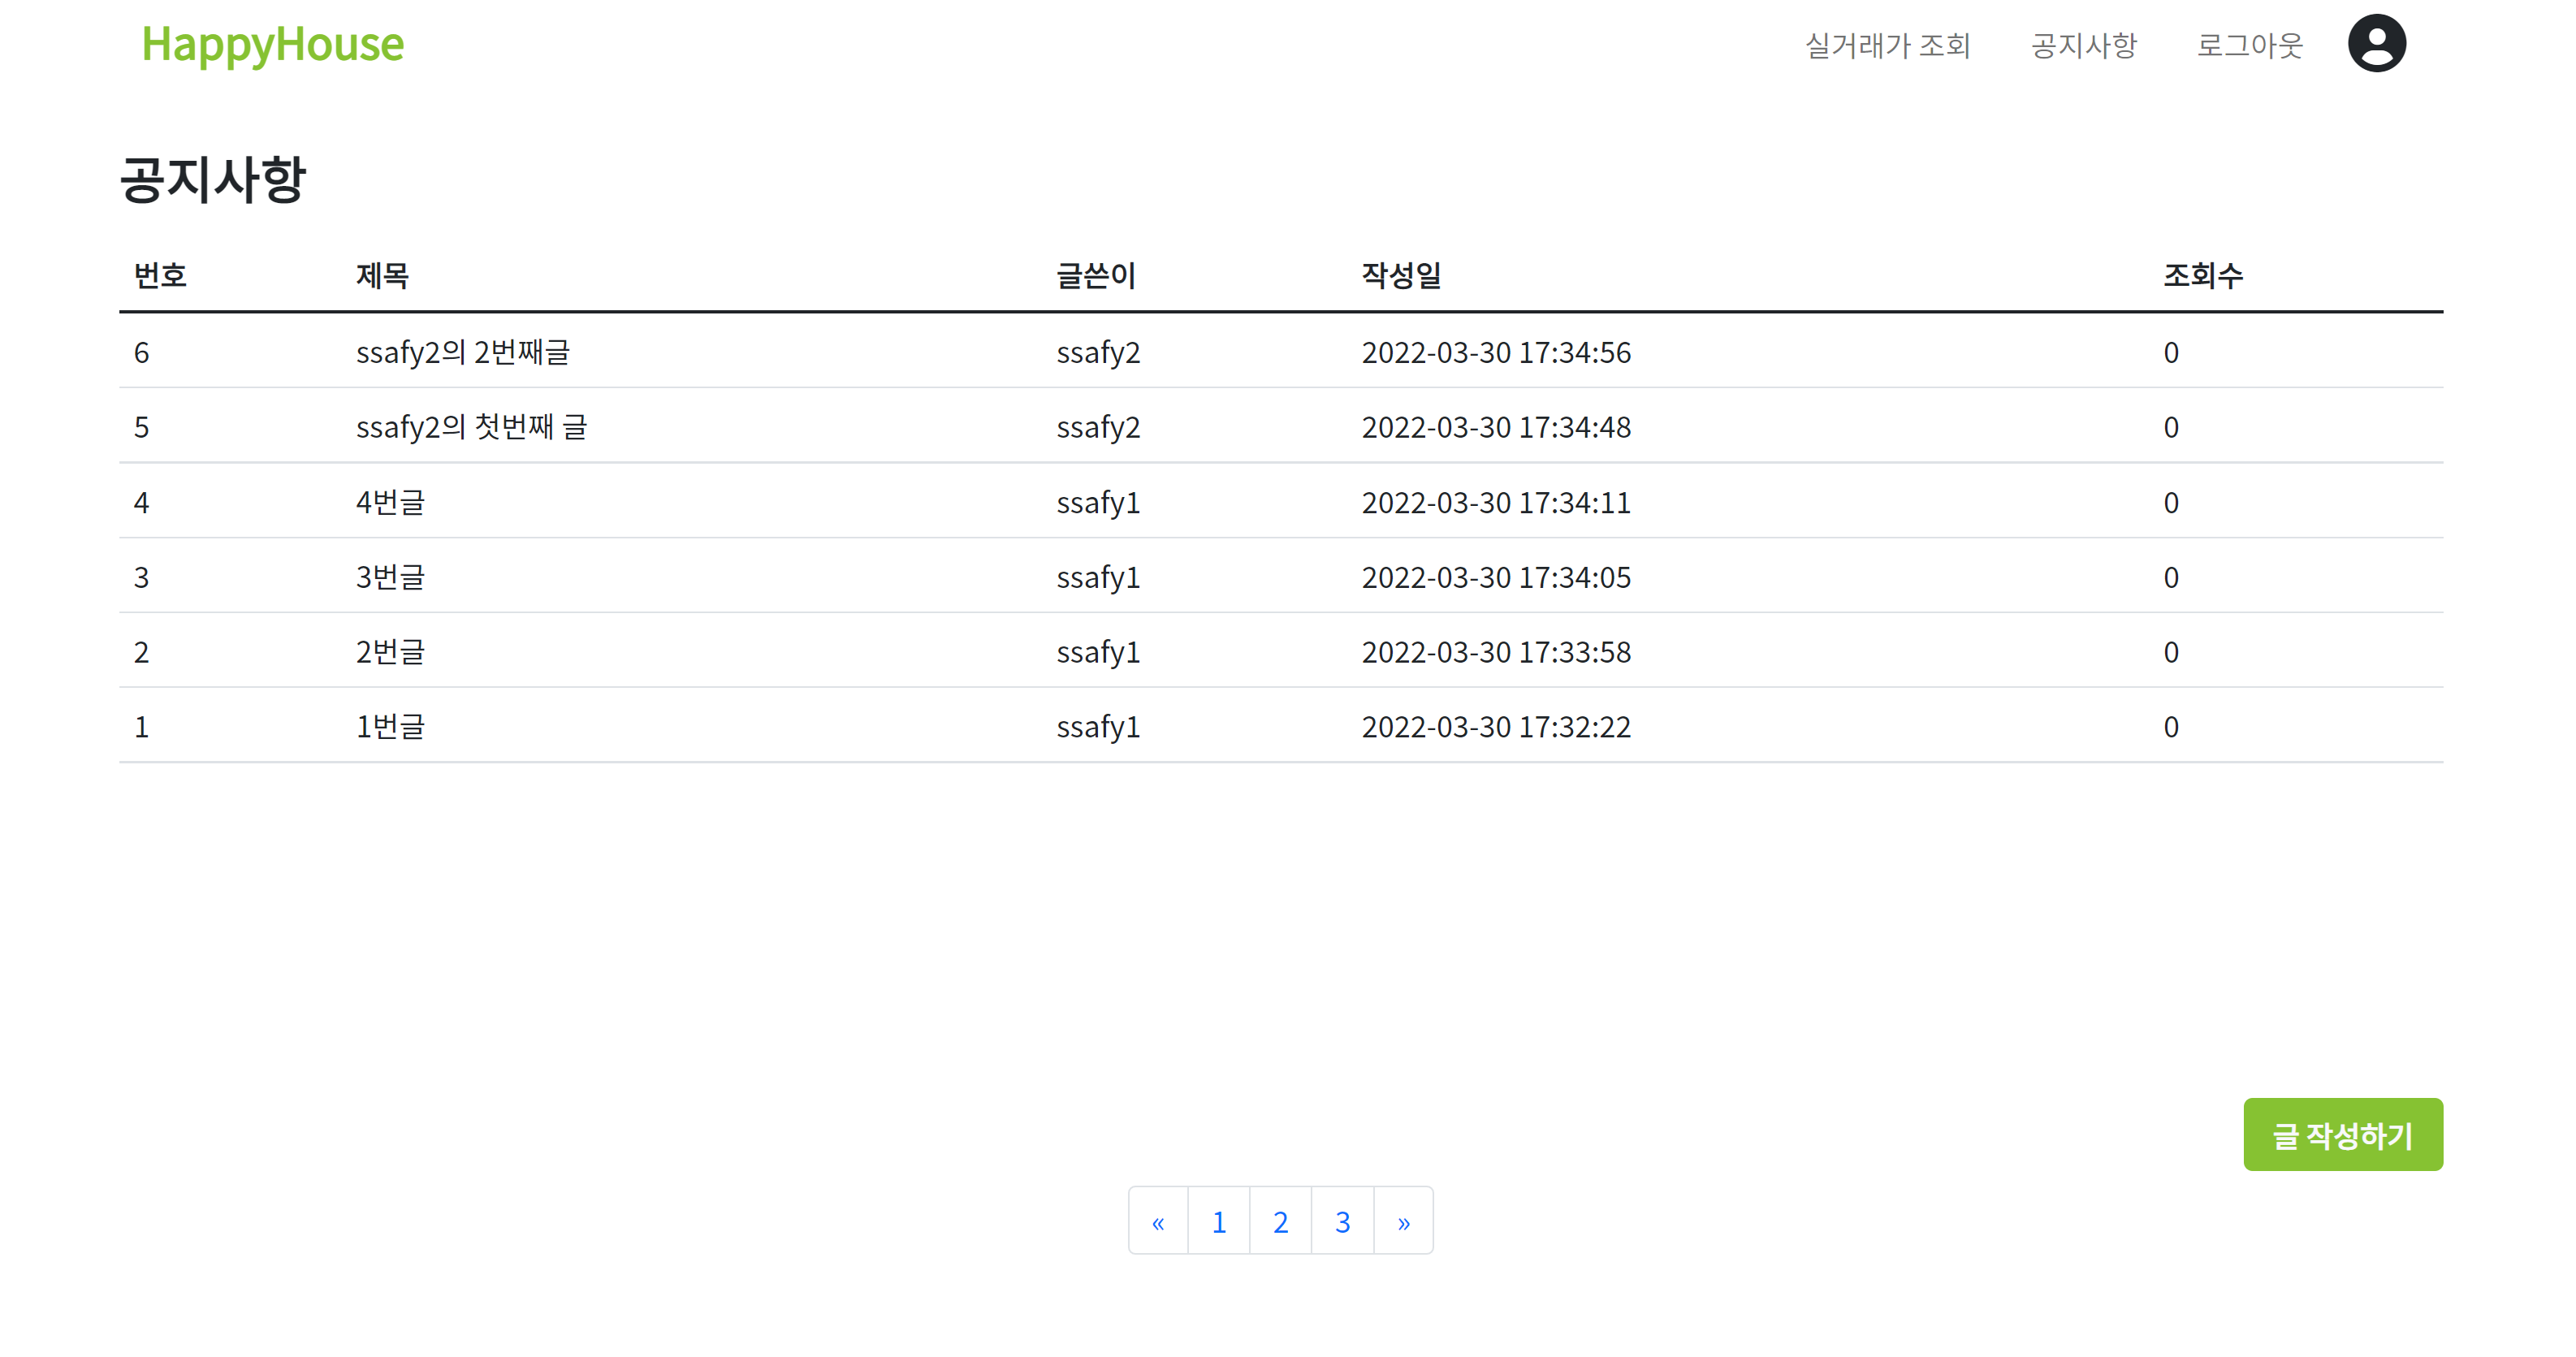 HappyHouse 실거래가 조회 공지사항 로그아웃
공지사항
번호 제목 글쓴이 작성일 조회수
6 ssafy2의 2번째글 ssafy2 2022-03-30 17:34:56 0
5 ssafy2의 첫번째 글 ssafy2 2022-03-30 17:34:48 0
4 4번글 ssafy1 2022-03-30 17:34:11 0
3 3번글 ssafy1 2022-03-30 17:34:05 0
2 2번글 ssafy1 2022-03-30 17:33:58 0
1 1번글 ssafy1 2022-03-30 17:32:22 0
글 작성하기
« 1 2 3 »